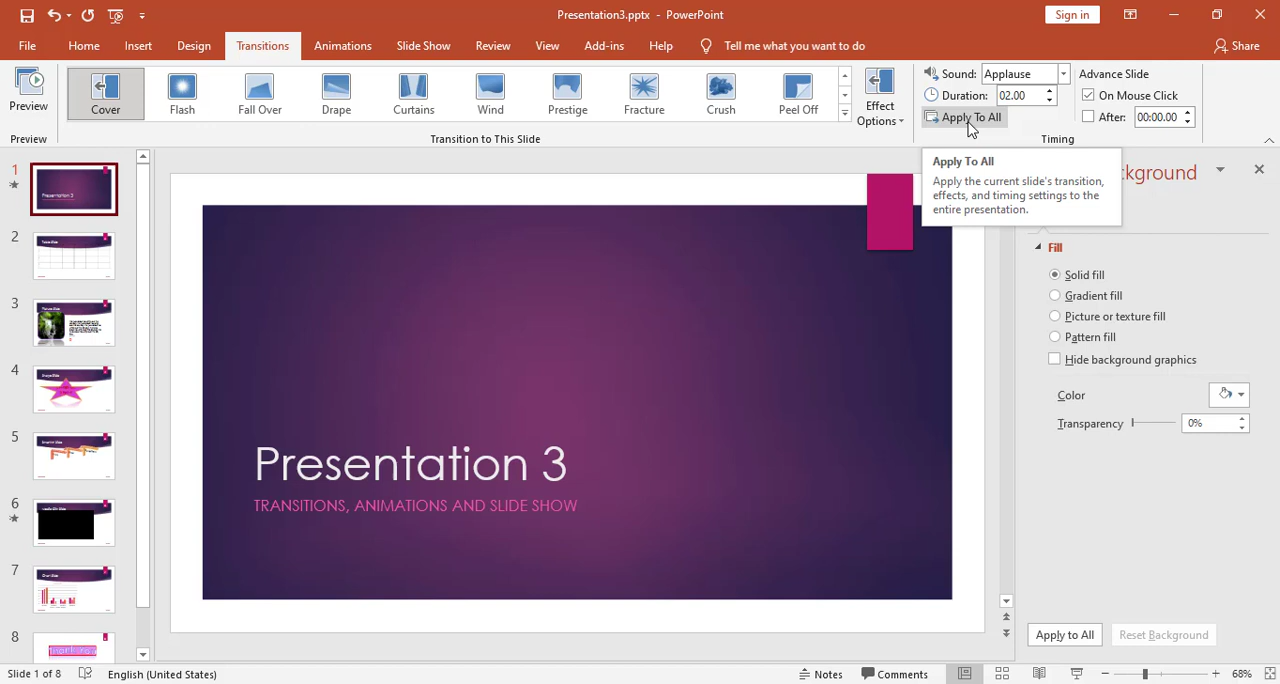 Presentation3.pptx - PowerPoint
Sign in
File
Home
Insert
Design
Transitions
Animations
Slide Show
Review
View
Add-ins
Help
Tell me what you want to do
Share
Preview
Preview
Cover
Flash
Fall Over
Drape
Curtains
Wind
Prestige
Fracture
Crush
Peel Off
Transition to This Slide
Effect
Options
Sound: Applause
Duration: 02.00
Apply To All
Advance Slide
On Mouse Click
After: 00:00.00
Timing
Apply To All
Apply the current slide's transition,
effects, and timing settings to the
entire presentation.
ckground
Fill
Solid fill
Gradient fill
Picture or texture fill
Pattern fill
Hide background graphics
Color
Transparency 0%
Apply to All
Reset Background
1
Presentation 3
2
3
4
5
6
7
8
Presentation 3
TRANSITIONS, ANIMATIONS AND SLIDE SHOW
Slide 1 of 8
English (United States)
Notes
Comments
68%